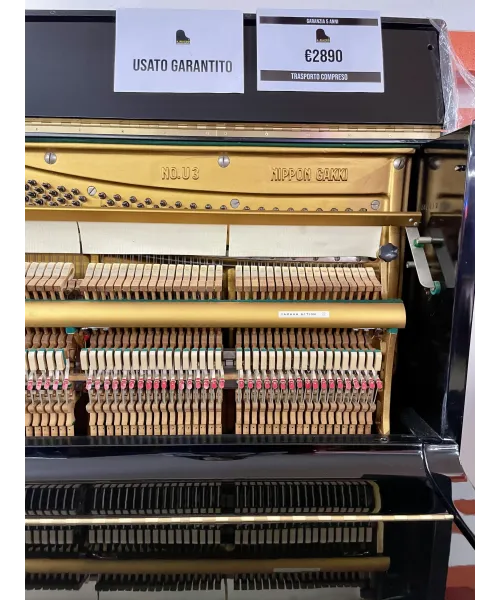 USATO GARANTITO
GARANZIA 5 ANNI
€2890
TRASPORTO COMPRESO
NO.U3
NIPPON GAKKI